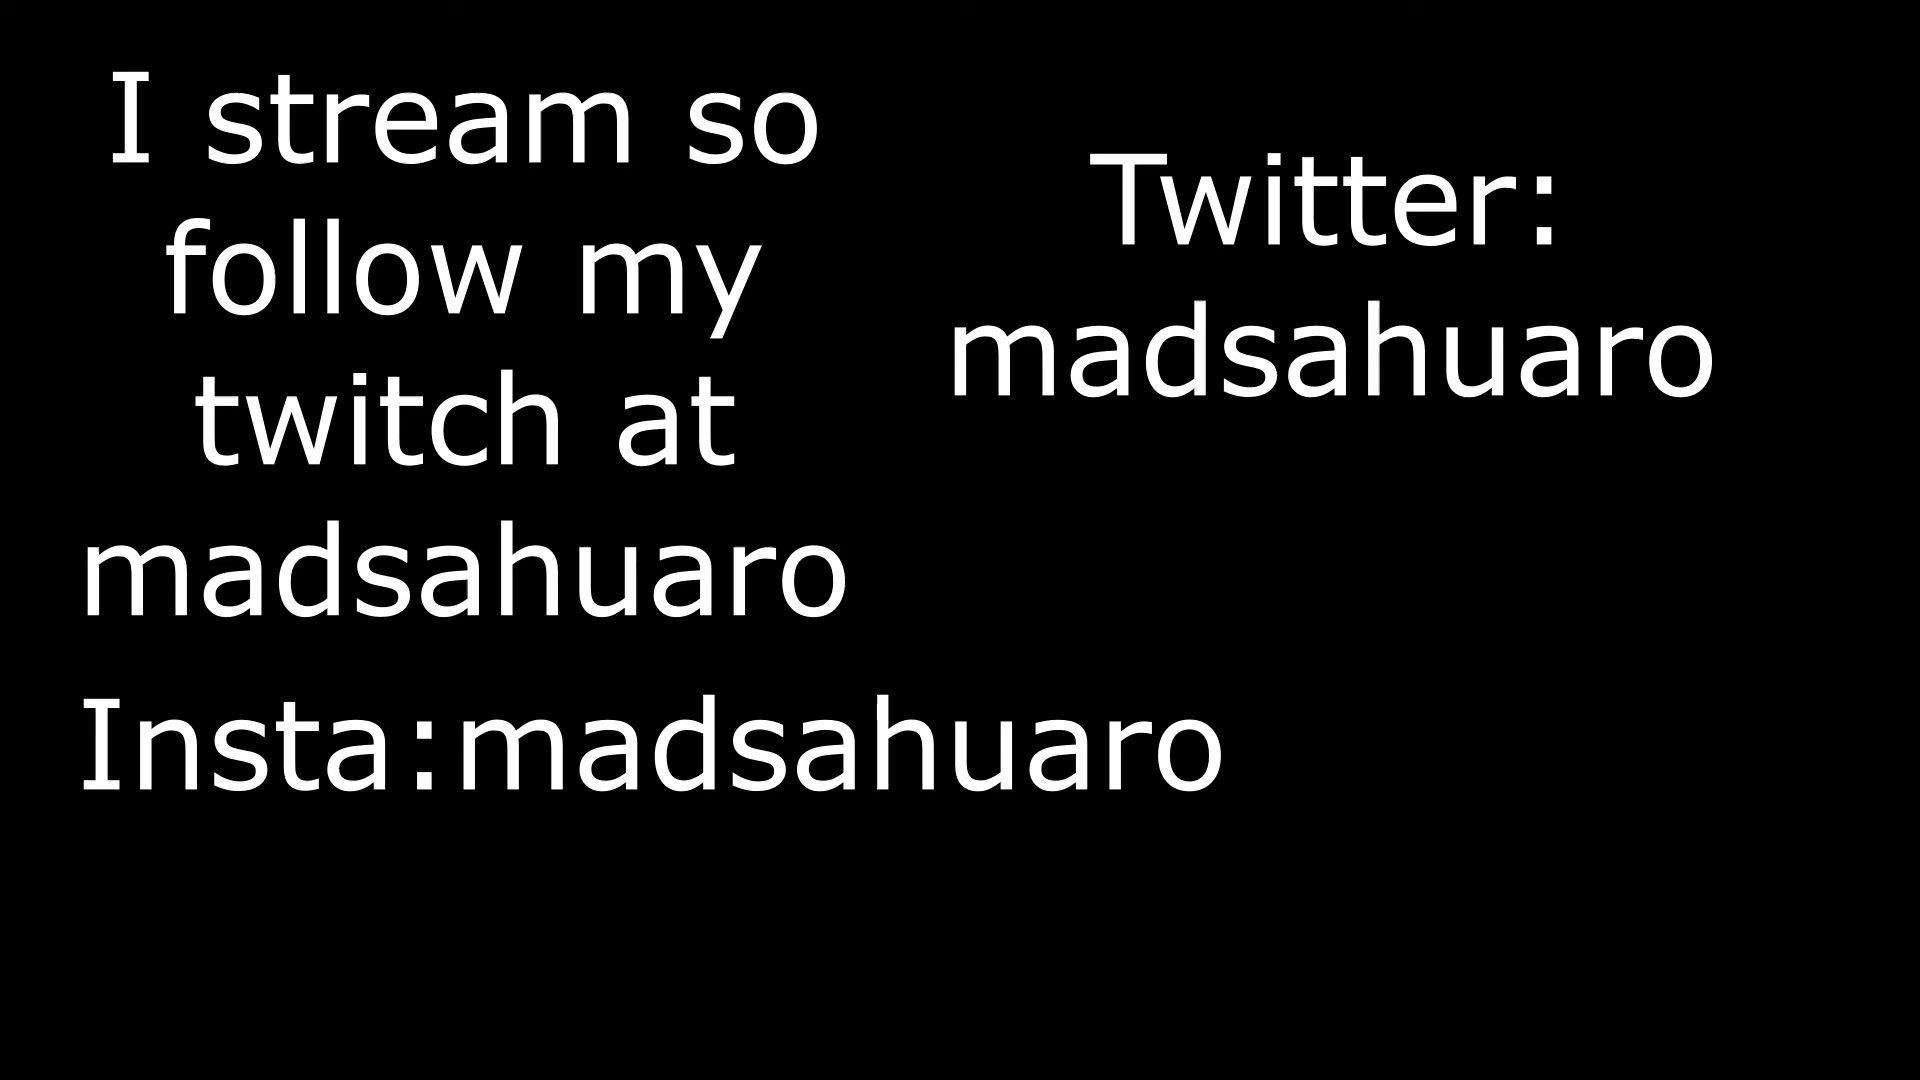 I stream so
follow my
twitch at
madsahuaro
Twitter:
madsahuaro
Insta:madsahuaro